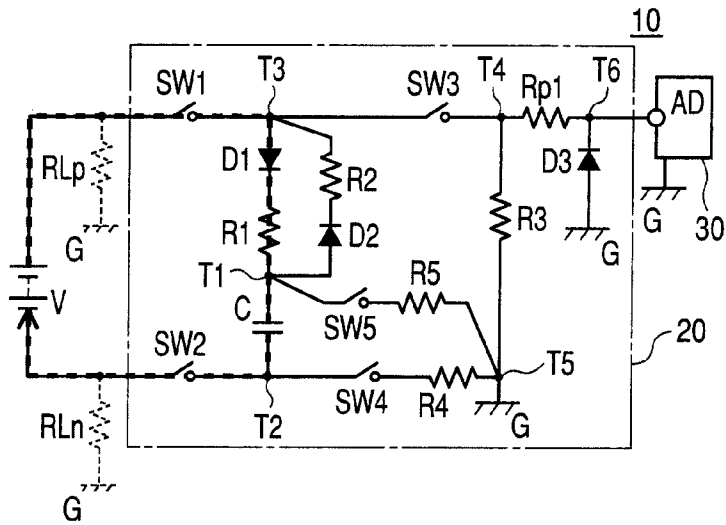 10
SW1
T3
SW3
T4
Rp1
T6
AD
RLp
D1
R2
D3
G
R1
D2
R3
G
30
G
T1
R5
V
C
SW5
SW2
20
T5
SW4
R4
T2
G
RLn
G